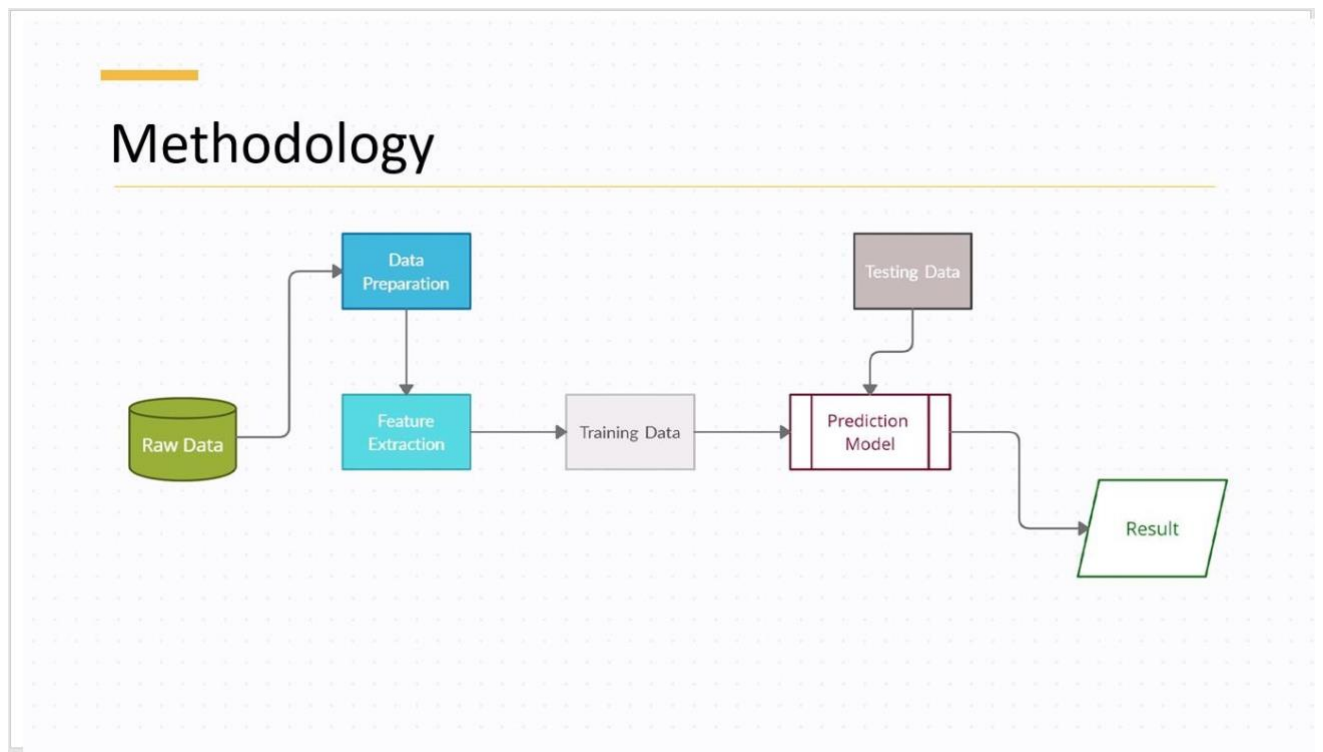 Methodology
Data
Preparation
Testing Data
Raw Data
Feature
Extraction
Training Data
Prediction
Model
Result